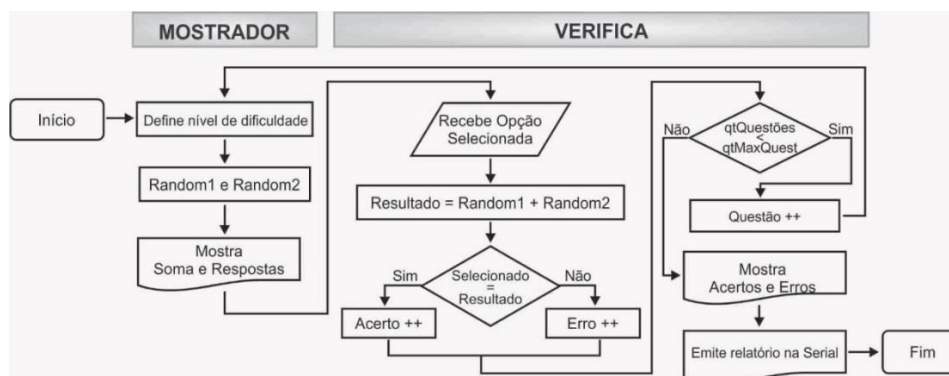 MOSTRADOR
VERIFICA
Início
Define nível de dificuldade
Random1 e Random2
Mostra
Soma e Respostas
Recebe Opção
Selecionada
Resultado = Random1 + Random2
Sim
Selecionado
=
Resultado
Não
Acerto ++
Erro ++
Não
qtQuestões
<
qtMaxQuest
Sim
Questão ++
Mostra
Acertos e Erros
Emite relatório na Serial
Fim